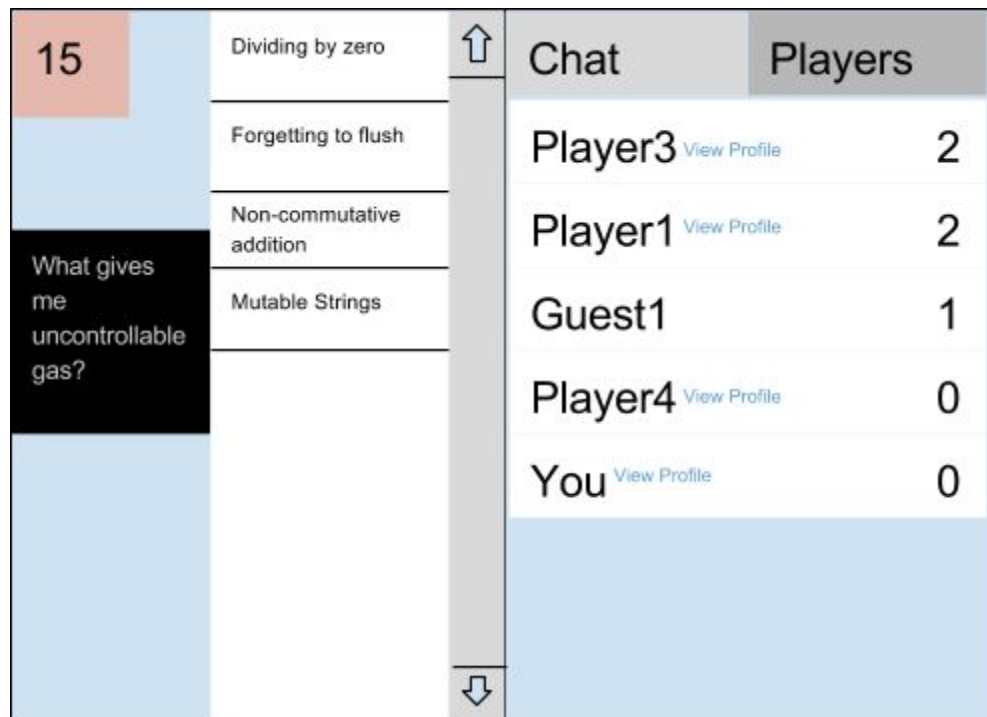 15
What gives
me
uncontrollable
gas?
Dividing by zero
Forgetting to flush
Non-commutative
addition
Mutable Strings
Chat Players
Player3 View Profile 2
Player1 View Profile 2
Guest1 1
Player4 View Profile 0
You View Profile 0